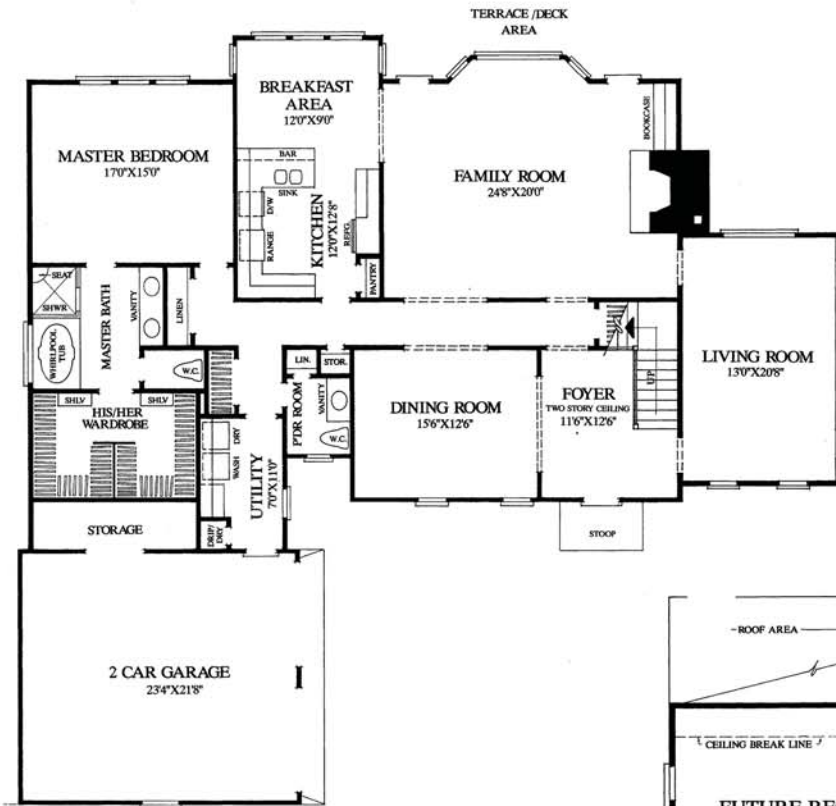 TERRACE /DECK
AREA
BREAKFAST
AREA
12'0"X9'0"
MASTER BEDROOM
17'0"X15'0"
BAR
SINK
D/W
RANGE
KITCHEN
12'0"X12'8"
REFG.
PANTRY
FAMILY ROOM
24'8"X20'0"
BOOKCASE
SEAT
SHWR
WHIRLPOOL
TUB
MASTER BATH
VANITY
LINEN
W.C.
SHLV
SHLV
HIS/HER
WARDROBE
LIN.
STOR.
PDR ROOM
VANITY
W.C.
DINING ROOM
15'6"X12'6"
FOYER
TWO STORY CEILING
11'6"X12'6"
UP
LIVING ROOM
13'0"X20'8"
DRY
WASH
UTILITY
7'0"X11'0"
DRIP/
DRY
STORAGE
STOOP
2 CAR GARAGE
23'4"X21'8"
ROOF AREA
CEILING BREAK LINE
FUTURE BE